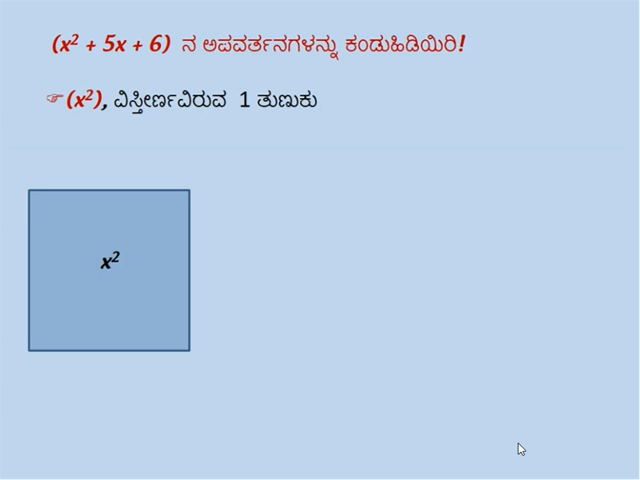 (x² + 5x + 6) ನ ಅಪವರ್ತನಗಳನ್ನು ಕಂಡುಹಿಡಿಯಿರಿ!
☞(x²), ವಿಸ್ತೀರ್ಣವಿರುವ 1 ತುಣುಕು
x²